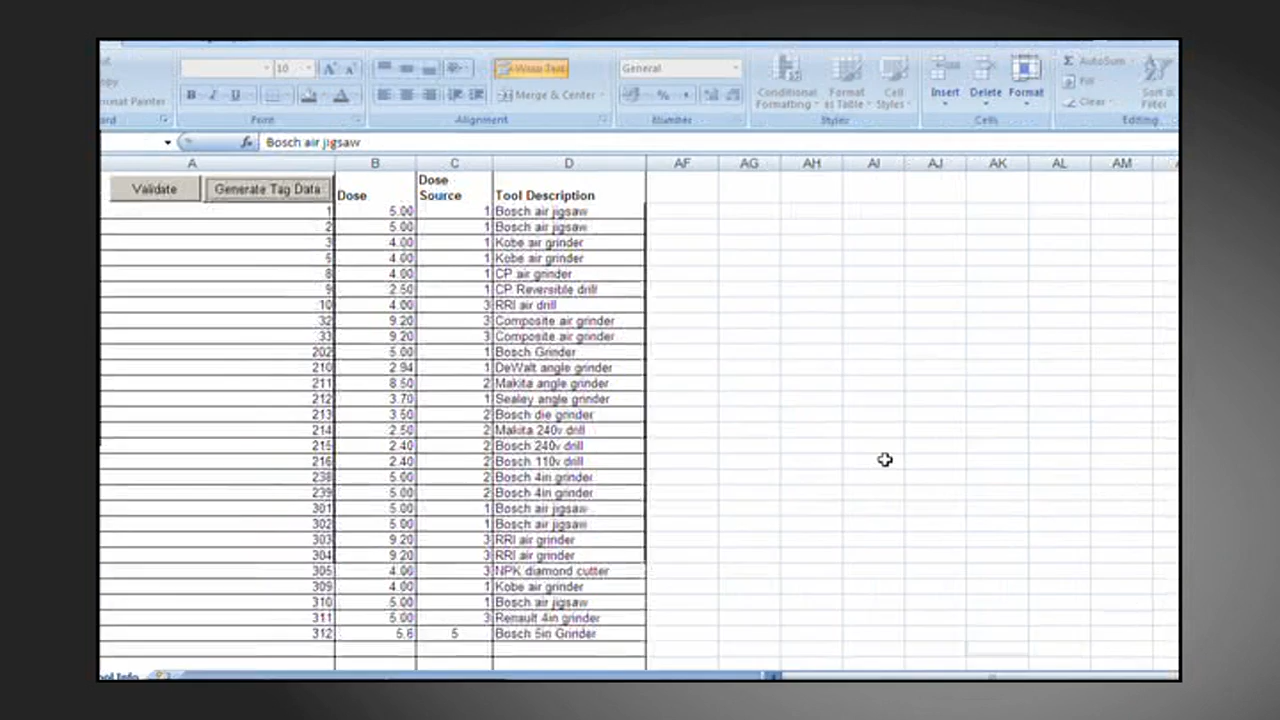 10
Wrap Text
General
AutoSum
Format Painter
B I U
Merge & Center
%
Conditional Formatting
Format as Table
Cell Styles
Insert
Delete
Format
Fill
Clear
Sort & Filter
Font
Alignment
Number
Styles
Cells
Editing
fx Bosch air jigsaw
A B C D AF AG AH AI AJ AK AL AM
Validate Generate Tag Data Dose Dose Source Tool Description
1 5.00 1 Bosch air jigsaw
2 5.00 1 Bosch air jigsaw
3 4.00 1 Kobe air grinder
5 4.00 1 Kobe air grinder
8 4.00 1 CP air grinder
9 2.50 1 CP Reversible drill
10 4.00 3 RRI air drill
32 9.20 3 Composite air grinder
33 9.20 3 Composite air grinder
202 5.00 1 Bosch Grinder
210 2.94 1 DeWalt angle grinder
211 8.50 2 Makita angle grinder
212 3.70 1 Sealey angle grinder
213 3.50 2 Bosch die grinder
214 2.50 2 Makita 240v drill
215 2.40 2 Bosch 240v drill
216 2.40 2 Bosch 110v drill
238 5.00 2 Bosch 4in grinder
239 5.00 2 Bosch 4in grinder
301 5.00 1 Bosch air jigsaw
302 5.00 1 Bosch air jigsaw
303 9.20 3 RRI air grinder
304 9.20 3 RRI air grinder
305 4.00 3 NPK diamond cutter
309 4.00 1 Kobe air grinder
310 5.00 1 Bosch air jigsaw
311 5.00 3 Renault 4in grinder
312 5.6 5 Bosch 5in Grinder
ool Info